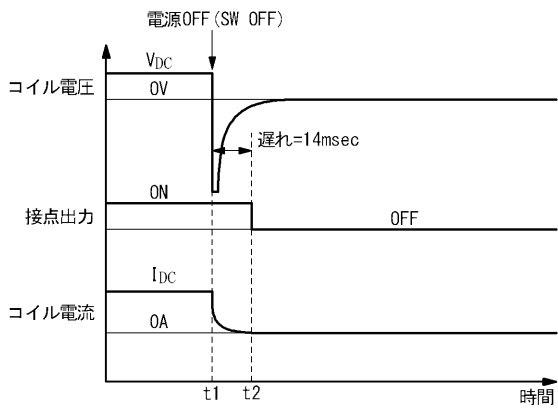 電源OFF(SW OFF)
VDC
コイル電圧
0V
遅れ=14msec
ON
接点出力
OFF
IDC
コイル電流
0A
t1
t2
時間